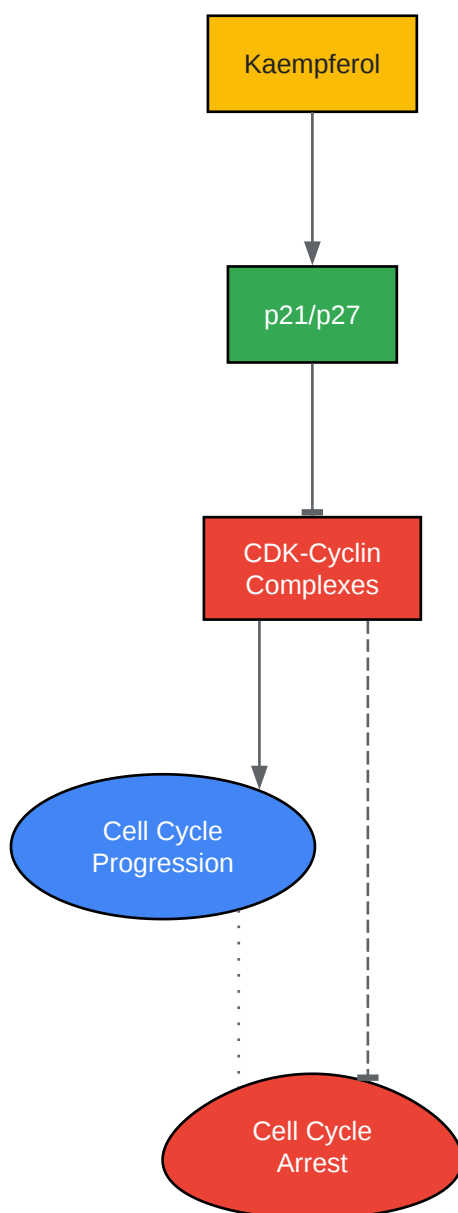 Kaempferol
p21/p27
CDK-Cyclin
Complexes
Cell Cycle
Progression
Cell Cycle
Arrest